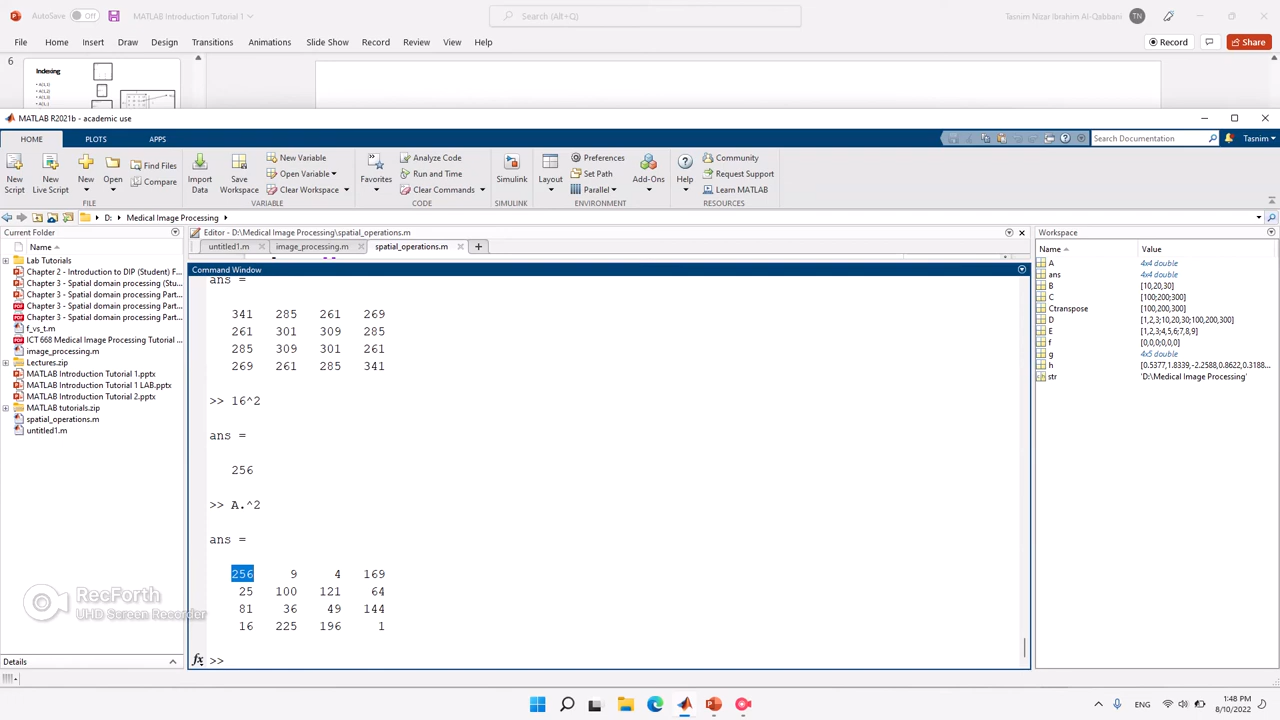 AutoSave Off MATLAB Introduction Tutorial 1 Search (Alt+Q) Tasnim Nizar Ibrahim Al-Qabbani TN
File Home Insert Draw Design Transitions Animations Slide Show Record Review View Help Record Share
6 Indexing
MATLAB R2021b - academic use
HOME PLOTS APPS Search Documentation Tasnim
New Script New Live Script New Open Find Files Compare Import Data Save Workspace New Variable Open Variable Clear Workspace Favorites Analyze Code Run and Time Clear Commands Simulink Layout Preferences Set Path Parallel Add-Ons Help Community Request Support Learn MATLAB
FILE VARIABLE CODE SIMULINK ENVIRONMENT RESOURCES
D: Medical Image Processing
Current Folder
Name
Lab Tutorials
Chapter 2 - Introduction to DIP (Student) F...
Chapter 3 - Spatial domain processing (Stu...
Chapter 3 - Spatial domain processing Part...
Chapter 3 - Spatial domain processing Part...
Chapter 3 - Spatial domain processing Part...
f_vs_t.m
ICT 668 Medical Image Processing Tutorial ...
image_processing.m
Lectures.zip
MATLAB Introduction Tutorial 1.pptx
MATLAB Introduction Tutorial 1 LAB.pptx
MATLAB Introduction Tutorial 2.pptx
MATLAB tutorials.zip
spatial_operations.m
untitled1.m
Details
Editor - D:\Medical Image Processing\spatial_operations.m
untitled1.m image_processing.m spatial_operations.m
Command Window
ans =
341 285 261 269
261 301 309 285
285 309 301 261
269 261 285 341
>> 16^2
ans =
256
>> A.^2
ans =
256 9 4 169
25 100 121 64
81 36 49 144
16 225 196 1
fx >>
Workspace
Name Value
A 4x4 double
ans 4x4 double
B [10,20,30]
C [100;200;300]
Ctranspose [100,200,300]
D [1,2,3;10,20,30;100,200,300]
E [1,2,3;4,5,6;7,8,9]
f [0,0,0;0,0,0]
g 4x5 double
h [0.5377,1.8339,-2.2588,0.8622,0.3188...
str 'D:\Medical Image Processing'
RecForth
UHD Screen Recorder
ENG 1:48 PM
8/10/2022